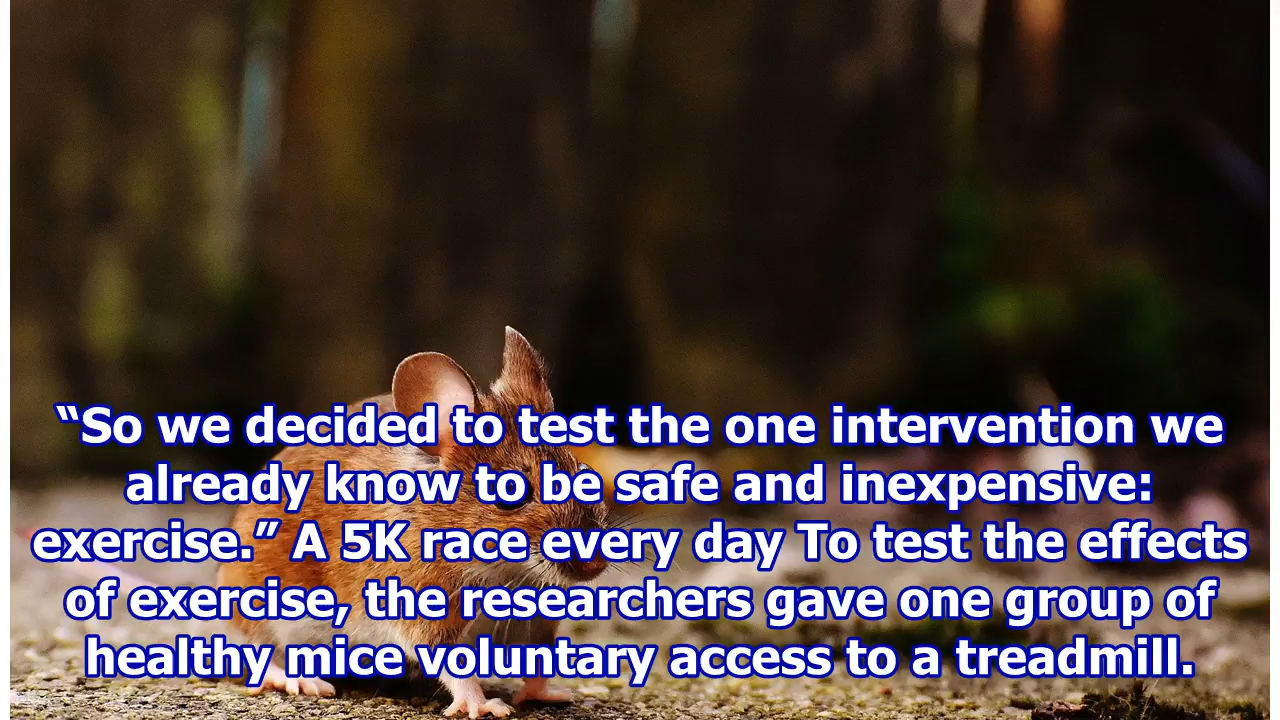 “So we decided to test the one intervention we
already know to be safe and inexpensive:
exercise.” A 5K race every day To test the effects
of exercise, the researchers gave one group of
healthy mice voluntary access to a treadmill.